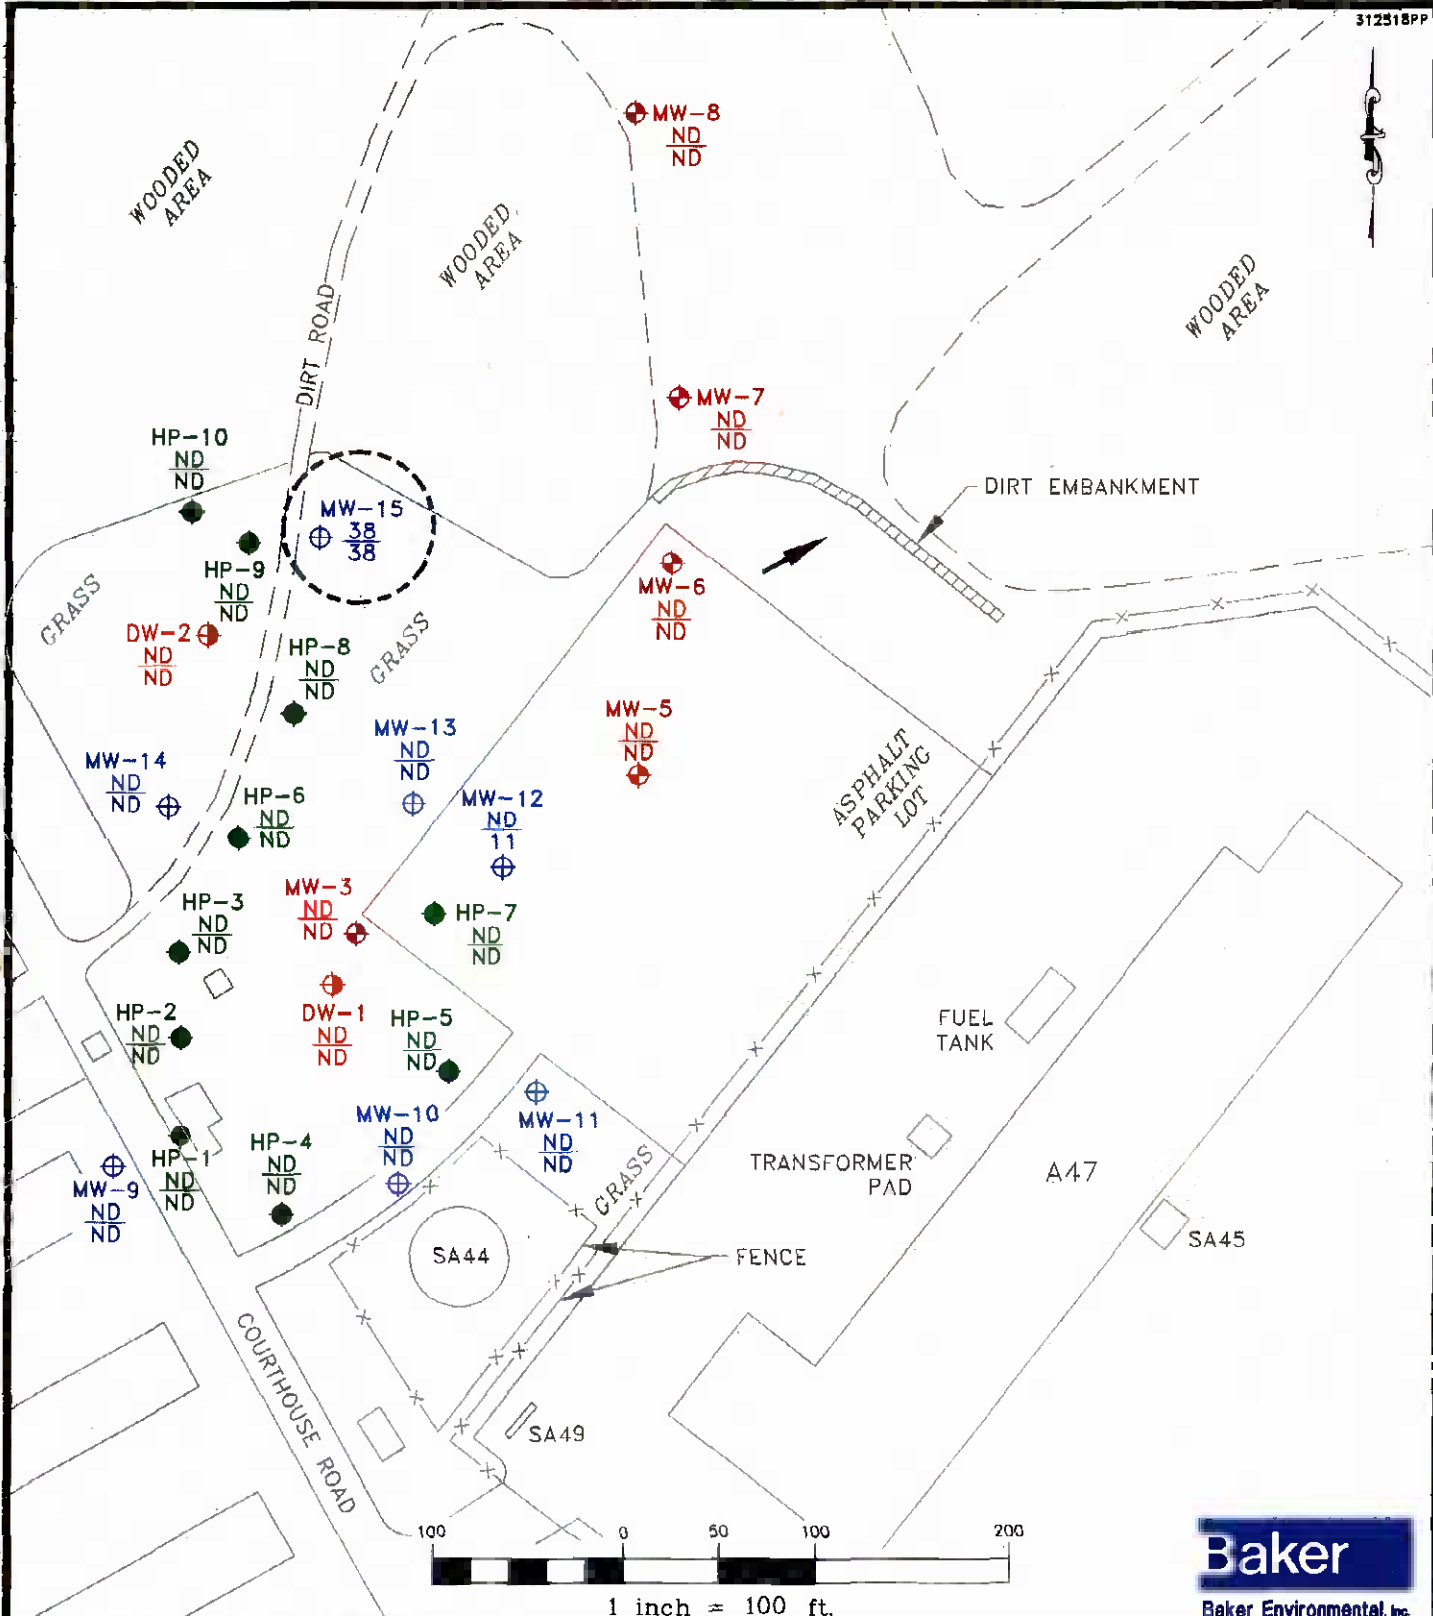 312518PP
MW-8
ND
ND
WOODED
AREA
WOODED
AREA
WOODED
AREA
DIRT ROAD
MW-7
ND
ND
HP-10
ND
ND
DIRT EMBANKMENT
MW-15
38
38
HP-9
ND
ND
MW-6
ND
ND
GRASS
DW-2
ND
ND
GRASS
HP-8
ND
ND
MW-5
ND
ND
MW-13
ND
ND
ASPHALT
PARKING
LOT
MW-14
ND
ND
HP-6
ND
ND
MW-12
ND
11
MW-3
ND
ND
HP-3
ND
ND
HP-7
ND
ND
HP-2
ND
ND
DW-1
ND
ND
HP-5
ND
ND
FUEL
TANK
MW-10
ND
ND
MW-11
ND
ND
HP-4
ND
ND
HP-1
ND
ND
MW-9
ND
ND
GRASS
TRANSFORMER
PAD
A47
SA44
FENCE
SA45
COURTHOUSE ROAD
SA49
100
0
50
100
200
1 inch = 100 ft.
Baker
Baker Environmental, Inc.